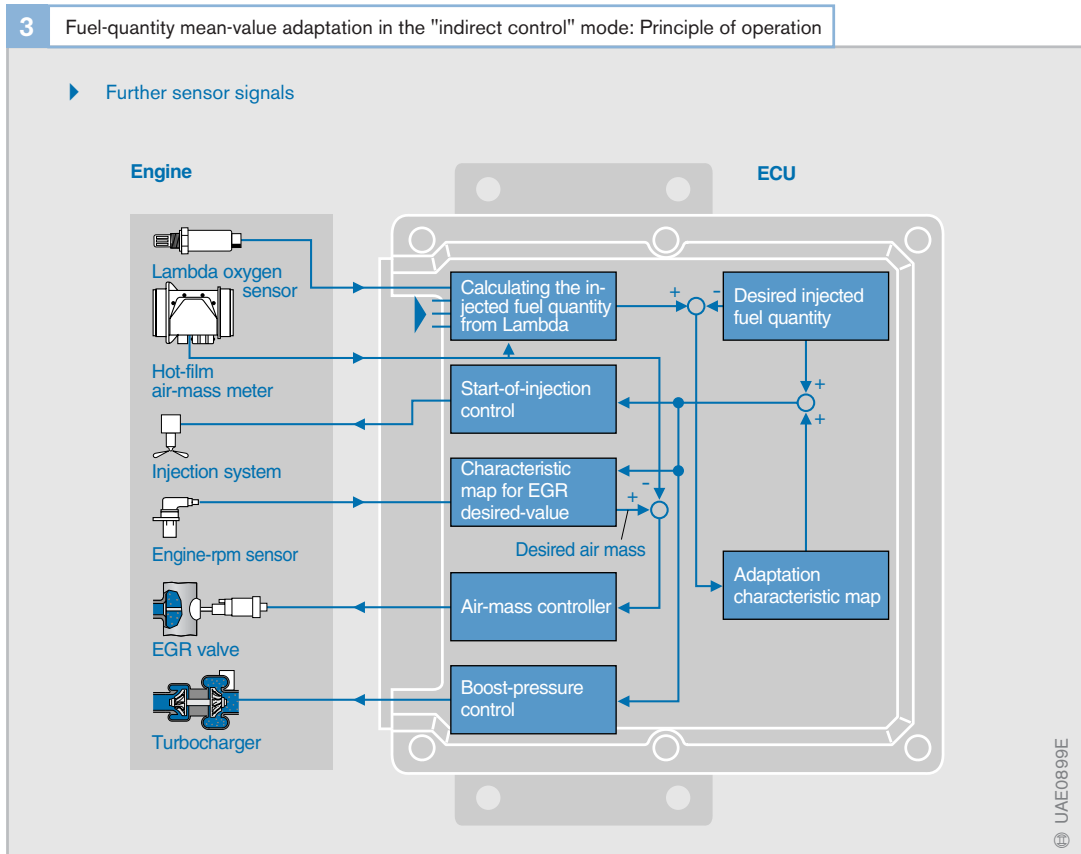 3
Fuel-quantity mean-value adaptation in the "indirect control" mode: Principle of operation
Further sensor signals
Engine
ECU
Lambda oxygen
sensor
Hot-film
air-mass meter
Injection system
Engine-rpm sensor
EGR valve
Turbocharger
Calculating the in-
jected fuel quantity
from Lambda
+
-
Desired injected
fuel quantity
Start-of-injection
control
+
+
Characteristic
map for EGR
desired-value
-
+
Desired air mass
Air-mass controller
Adaptation
characteristic map
Boost-pressure
control
UAE0899E